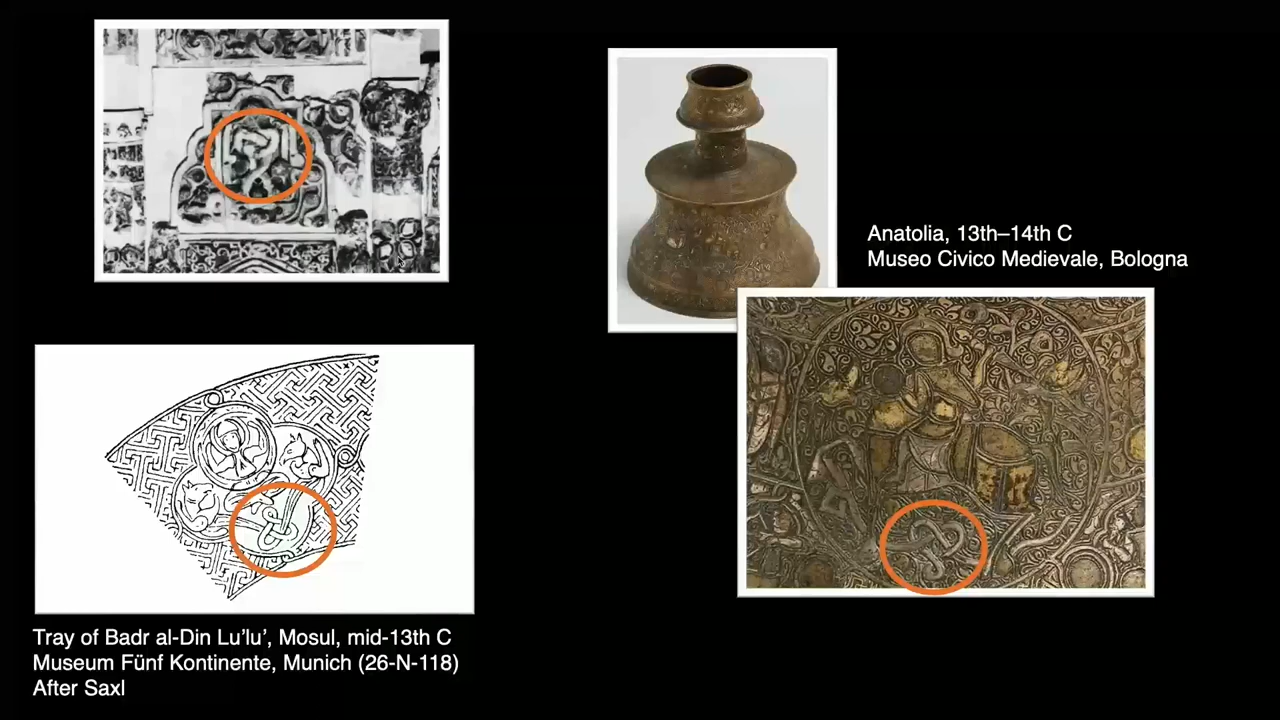 Anatolia, 13th–14th C
Museo Civico Medievale, Bologna
Tray of Badr al-Din Lu’lu’, Mosul, mid-13th C
Museum Fünf Kontinente, Munich (26-N-118)
After Saxl